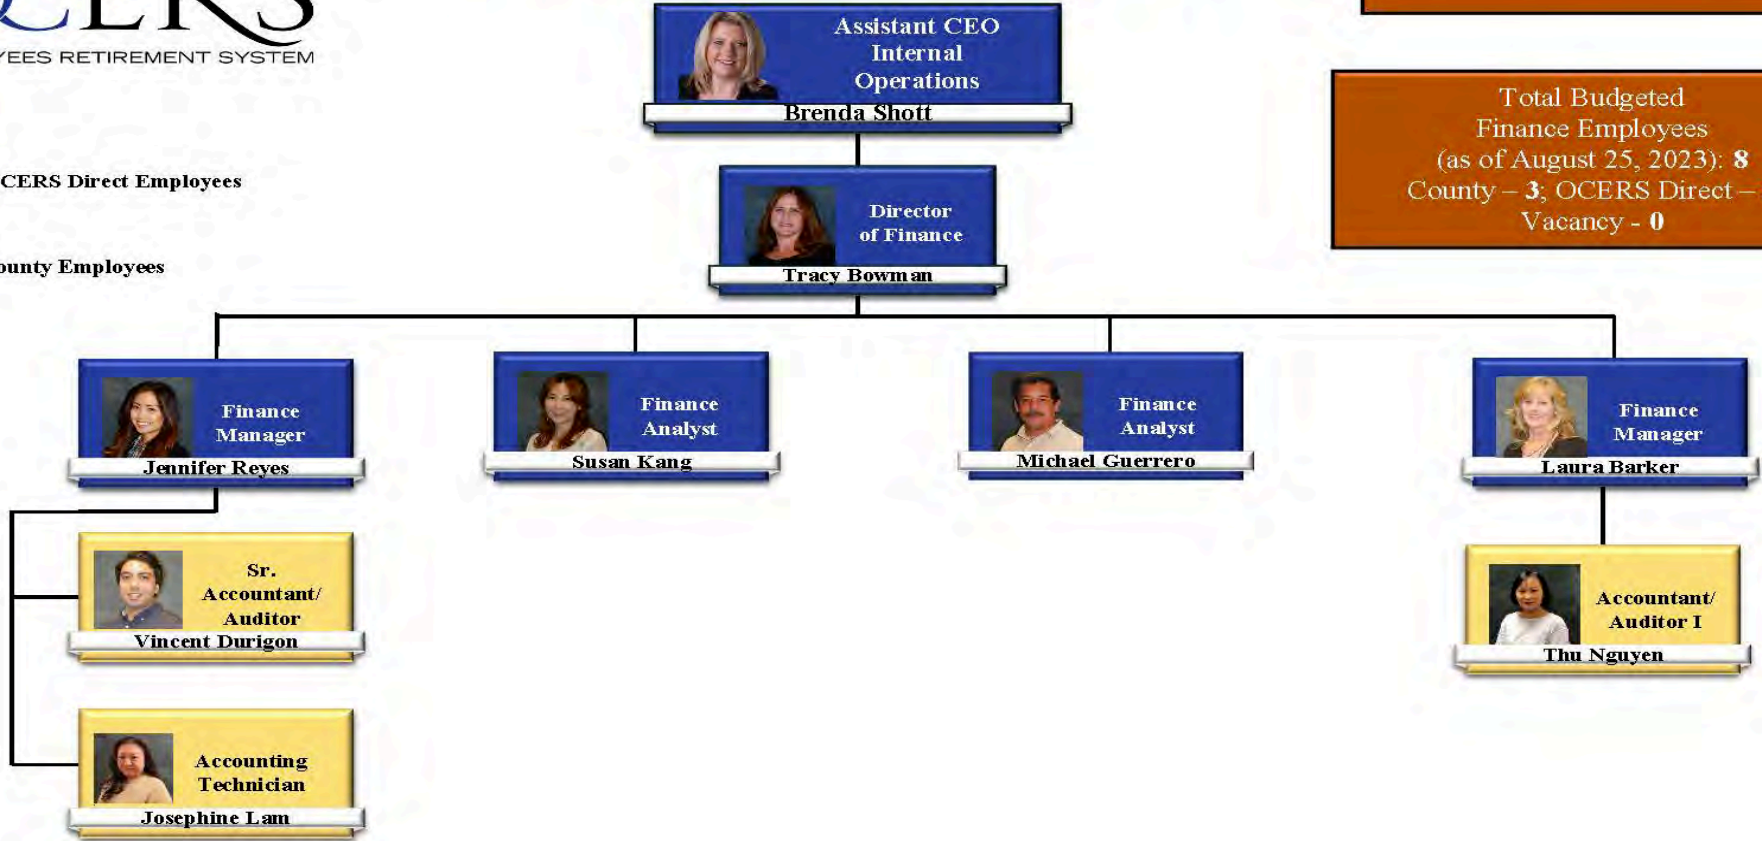 CERS
YEES RETIREMENT SYSTEM
Assistant CEO
Internal
Operations
Brenda Shott
Total Budgeted
Finance Employees
(as of August 25, 2023): 8
County – 3; OCERS Direct –
Vacancy - 0
CERS Direct Employees
ounty Employees
Director
of Finance
Tracy Bowman
Finance
Manager
Jennifer Reyes
Finance
Analyst
Susan Kang
Finance
Analyst
Michael Guerrero
Finance
Manager
Laura Barker
Sr.
Accountant/
Auditor
Vincent Durigon
Accountant/
Auditor I
Thu Nguyen
Accounting
Technician
Josephine Lam